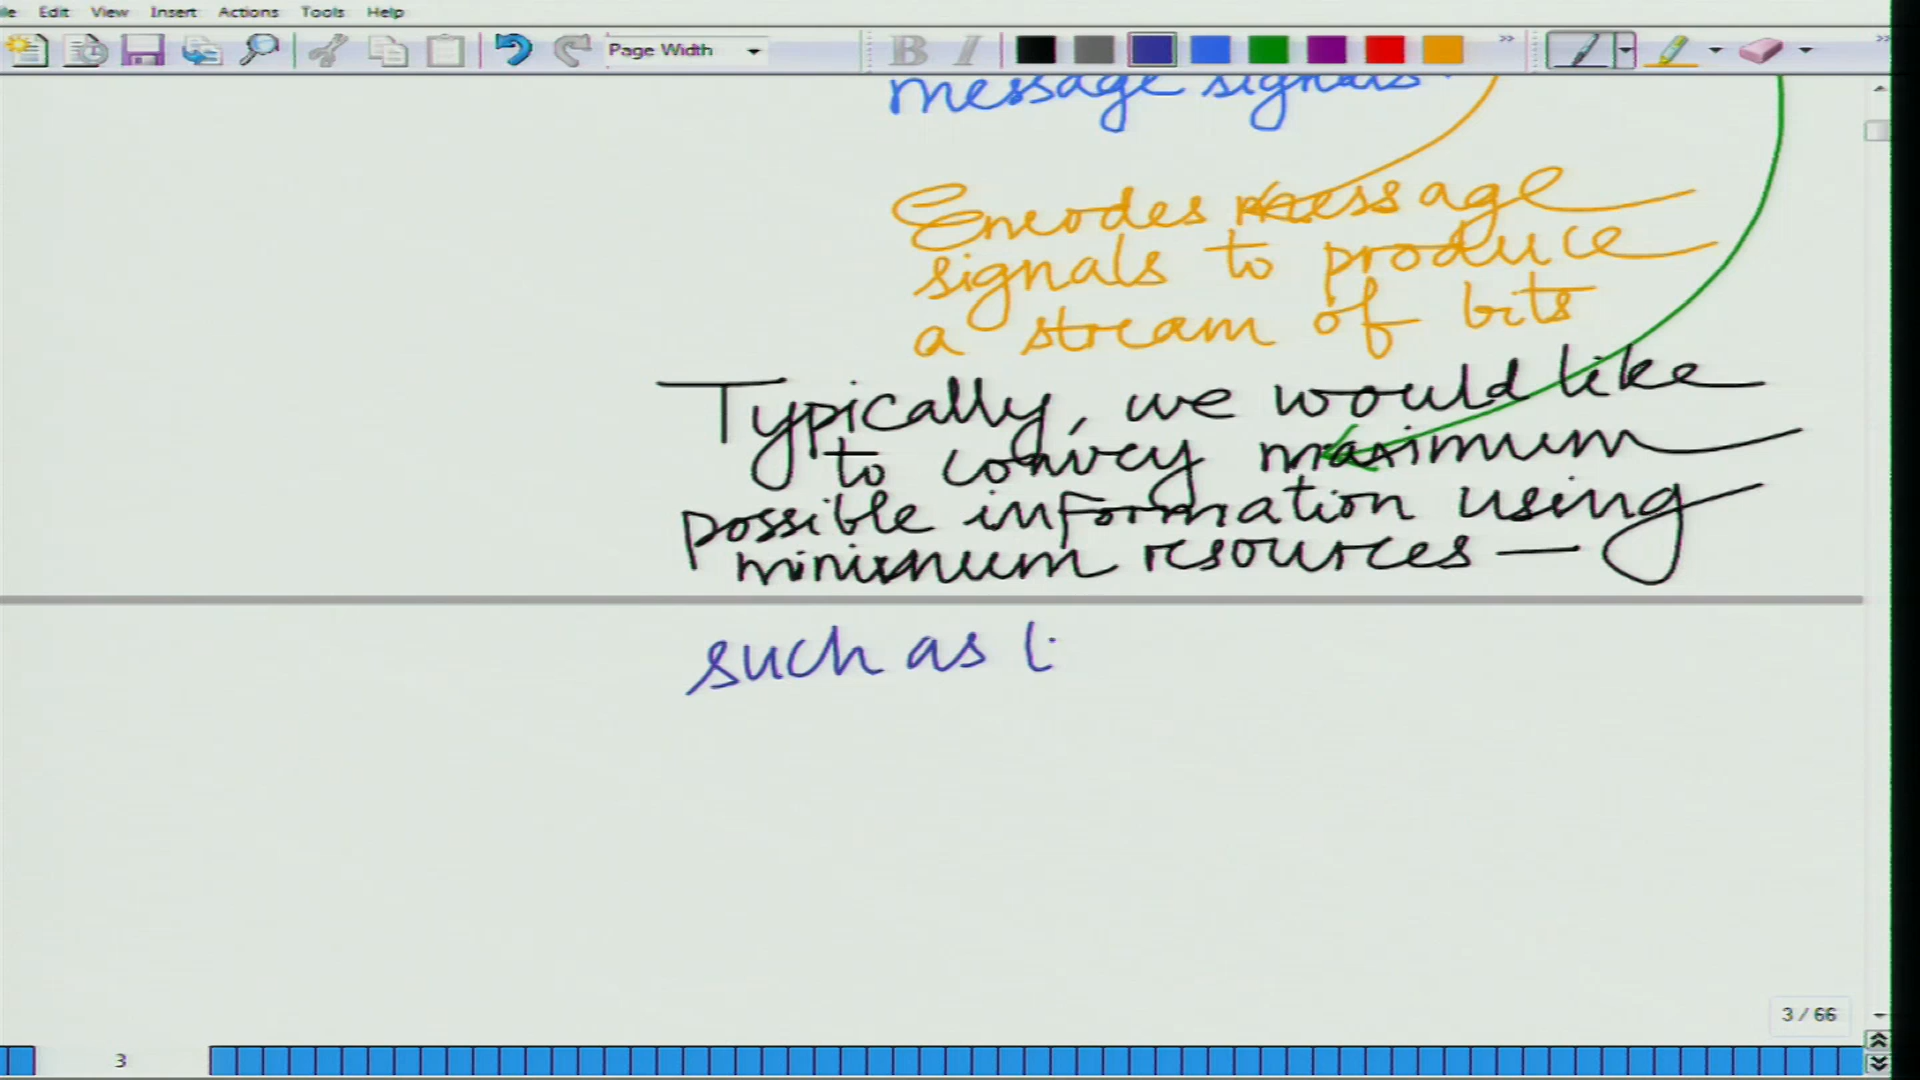 Edit View Insert Actions Tools Help
Page Width
B I
message signals.
Encodes message
signals to produce
a stream of bits
Typically, we would like
to convey maximum
possible information using
minimum resources —
such as
3 / 66
3